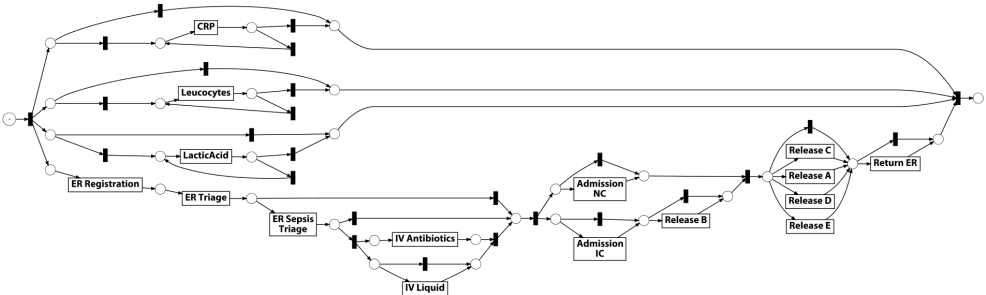 CRP
Leucocytes
LacticAcid
ER Registration
ER Triage
ER Sepsis
Triage
IV Antibiotics
IV Liquid
Admission
NC
Admission
IC
Release B
Release C
Release A
Release D
Release E
Return ER